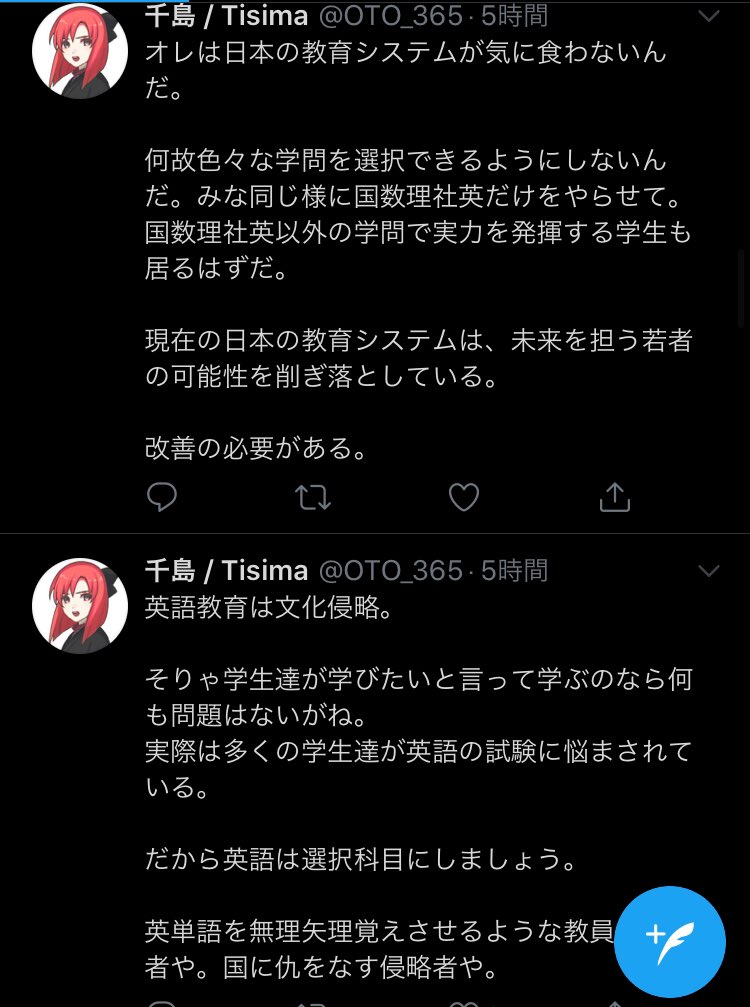 千島 / Tisima @OTO_365 · 5時間
オレは日本の教育システムが気に食わないん
だ。
何故色々な学問を選択できるようにしないん
だ。みな同じ様に国数理社英だけをやらせて。
国数理社英以外の学問で実力を発揮する学生も
居るはずだ。
現在の日本の教育システムは、未来を担う若者
の可能性を削ぎ落としている。
改善の必要がある。
千島 / Tisima @OTO_365 · 5時間
英語教育は文化侵略。
そりゃ学生達が学びたいと言って学ぶのなら何
も問題はないがね。
実際は多くの学生達が英語の試験に悩まされて
いる。
だから英語は選択科目にしましょう。
英単語を無理矢理覚えさせるような教員
者や。国に仇をなす侵略者や。